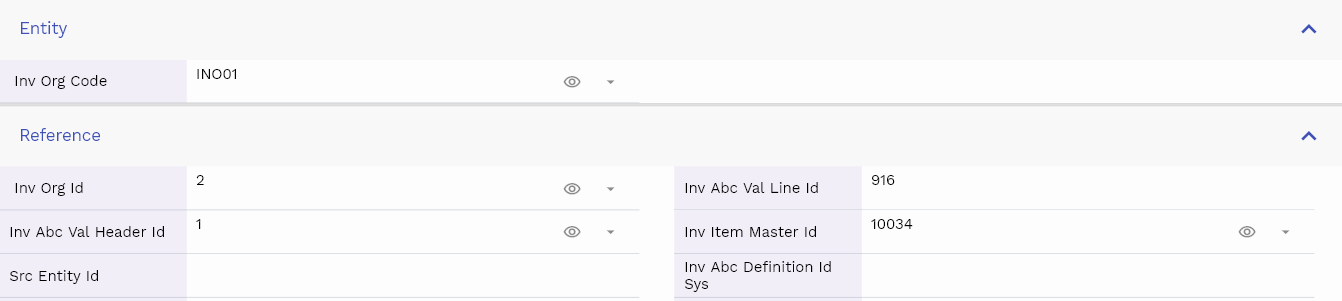 Entity
Inv Org Code INO01
Reference
Inv Org Id 2 Inv Abc Val Line Id 916
Inv Abc Val Header Id 1 Inv Item Master Id 10034
Src Entity Id Inv Abc Definition Id
Sys